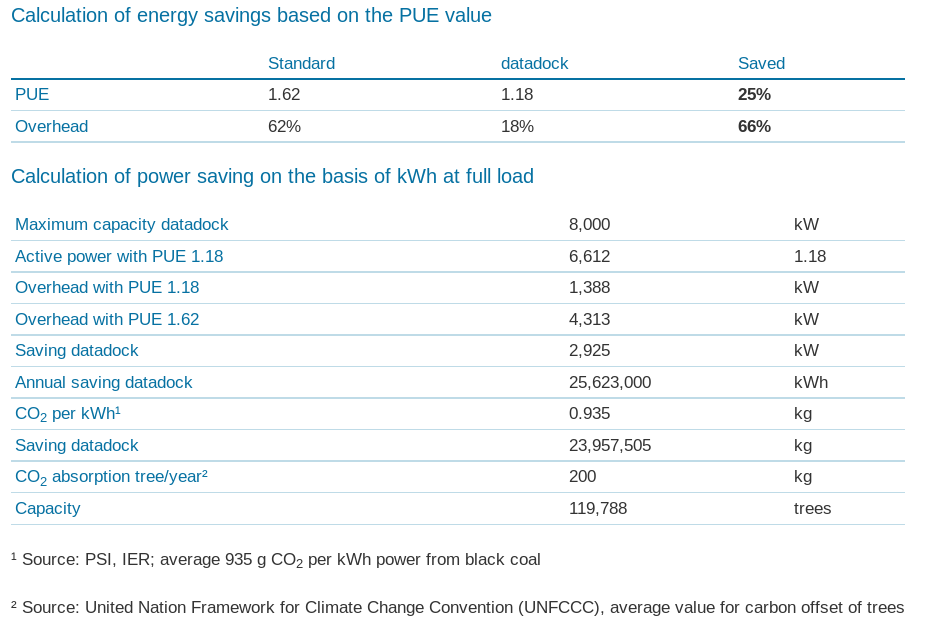 Calculation of energy savings based on the PUE value
Standard datadock Saved
PUE 1.62 1.18 25%
Overhead 62% 18% 66%
Calculation of power saving on the basis of kWh at full load
Maximum capacity datadock 8,000 kW
Active power with PUE 1.18 6,612 1.18
Overhead with PUE 1.18 1,388 kW
Overhead with PUE 1.62 4,313 kW
Saving datadock 2,925 kW
Annual saving datadock 25,623,000 kWh
CO₂ per kWh¹ 0.935 kg
Saving datadock 23,957,505 kg
CO₂ absorption tree/year² 200 kg
Capacity 119,788 trees
¹ Source: PSI, IER; average 935 g CO₂ per kWh power from black coal
² Source: United Nation Framework for Climate Change Convention (UNFCCC), average value for carbon offset of trees